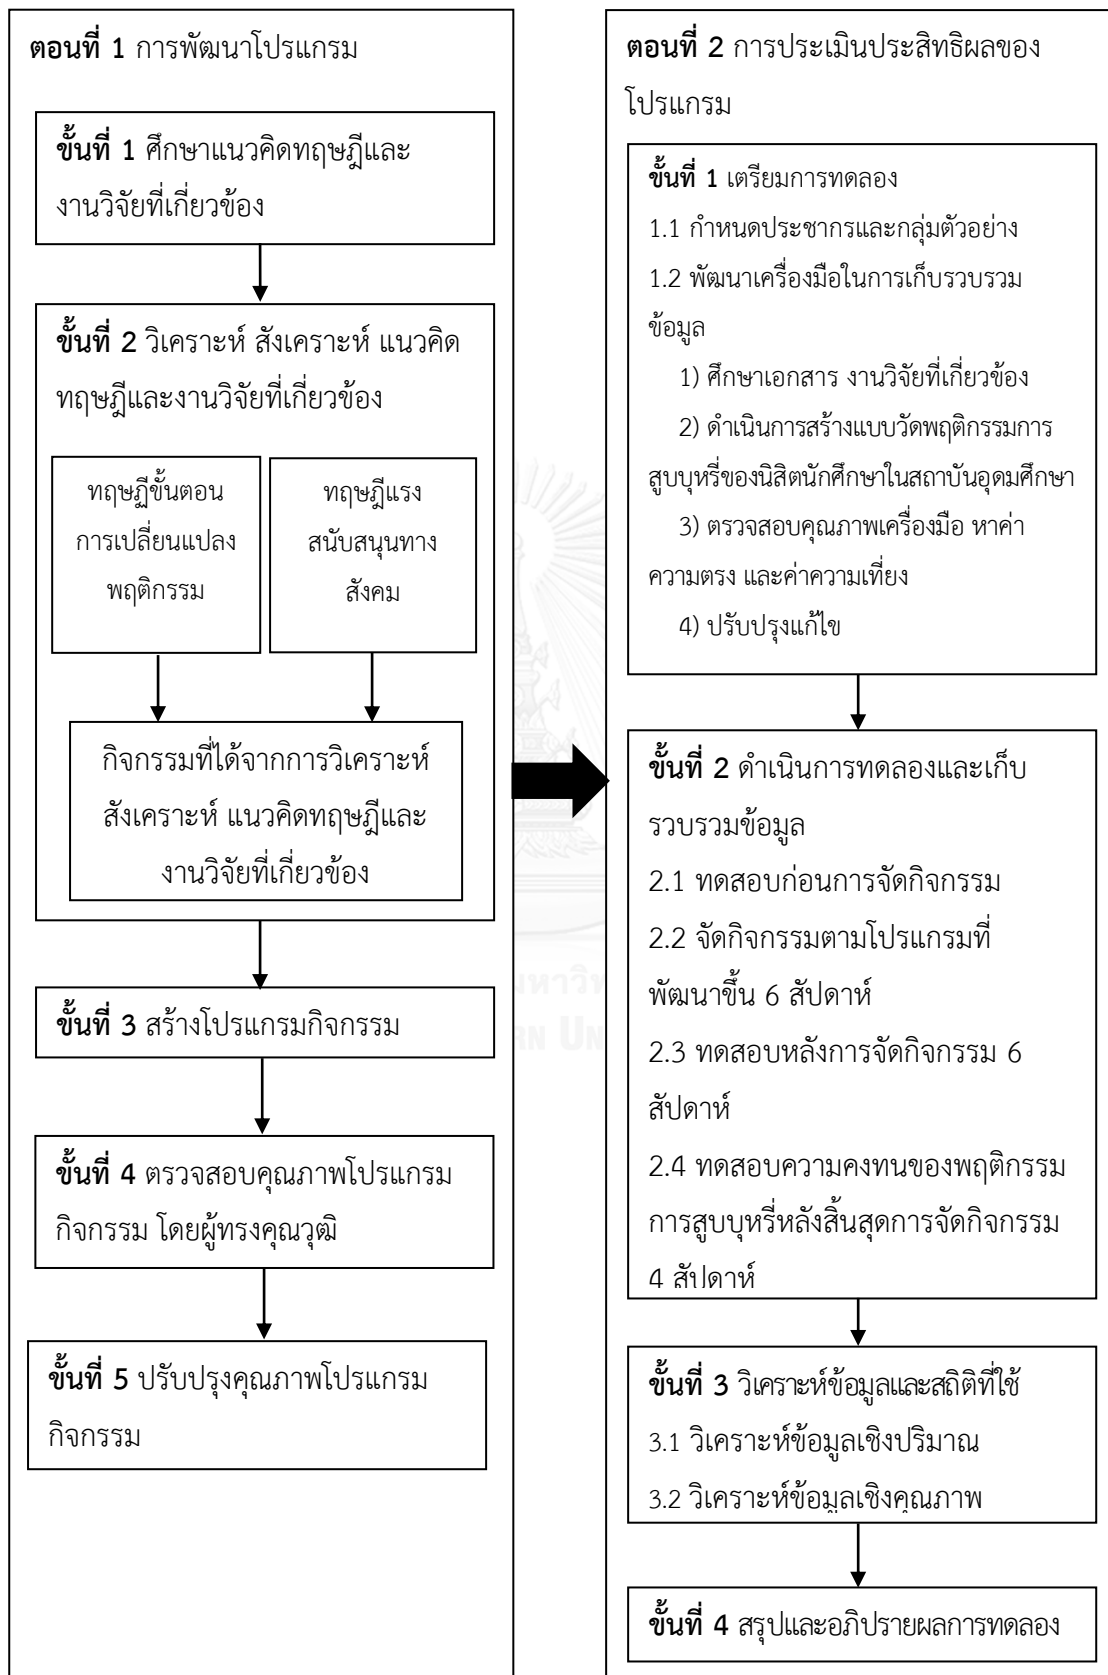 ตอนที่ 1 การพัฒนาโปรแกรม
ขั้นที่ 1 ศึกษาแนวคิดทฤษฎีและ
งานวิจัยที่เกี่ยวข้อง
ขั้นที่ 2 วิเคราะห์ สังเคราะห์ แนวคิด
ทฤษฎีและงานวิจัยที่เกี่ยวข้อง
ทฤษฏีขั้นตอน
การเปลี่ยนแปลง
พฤติกรรม
ทฤษฎีแรง
สนับสนุนทาง
สังคม
กิจกรรมที่ได้จากการวิเคราะห์
สังเคราะห์ แนวคิดทฤษฎีและ
งานวิจัยที่เกี่ยวข้อง
ขั้นที่ 3 สร้างโปรแกรมกิจกรรม
ขั้นที่ 4 ตรวจสอบคุณภาพโปรแกรม
กิจกรรม โดยผู้ทรงคุณวุฒิ
ขั้นที่ 5 ปรับปรุงคุณภาพโปรแกรม
กิจกรรม
ตอนที่ 2 การประเมินประสิทธิผลของ
โปรแกรม
ขั้นที่ 1 เตรียมการทดลอง
1.1 กำหนดประชากรและกลุ่มตัวอย่าง
1.2 พัฒนาเครื่องมือในการเก็บรวบรวม
ข้อมูล
1) ศึกษาเอกสาร งานวิจัยที่เกี่ยวข้อง
2) ดำเนินการสร้างแบบวัดพฤติกรรมการ
สูบบุหรี่ของนิสิตนักศึกษาในสถาบันอุดมศึกษา
3) ตรวจสอบคุณภาพเครื่องมือ หาค่า
ความตรง และค่าความเที่ยง
4) ปรับปรุงแก้ไข
ขั้นที่ 2 ดำเนินการทดลองและเก็บ
รวบรวมข้อมูล
2.1 ทดสอบก่อนการจัดกิจกรรม
2.2 จัดกิจกรรมตามโปรแกรมที่
พัฒนาขึ้น 6 สัปดาห์
2.3 ทดสอบหลังการจัดกิจกรรม 6
สัปดาห์
2.4 ทดสอบความคงทนของพฤติกรรม
การสูบบุหรี่หลังสิ้นสุดการจัดกิจกรรม
4 สัปดาห์
ขั้นที่ 3 วิเคราะห์ข้อมูลและสถิติที่ใช้
3.1 วิเคราะห์ข้อมูลเชิงปริมาณ
3.2 วิเคราะห์ข้อมูลเชิงคุณภาพ
ขั้นที่ 4 สรุปและอภิปรายผลการทดลอง